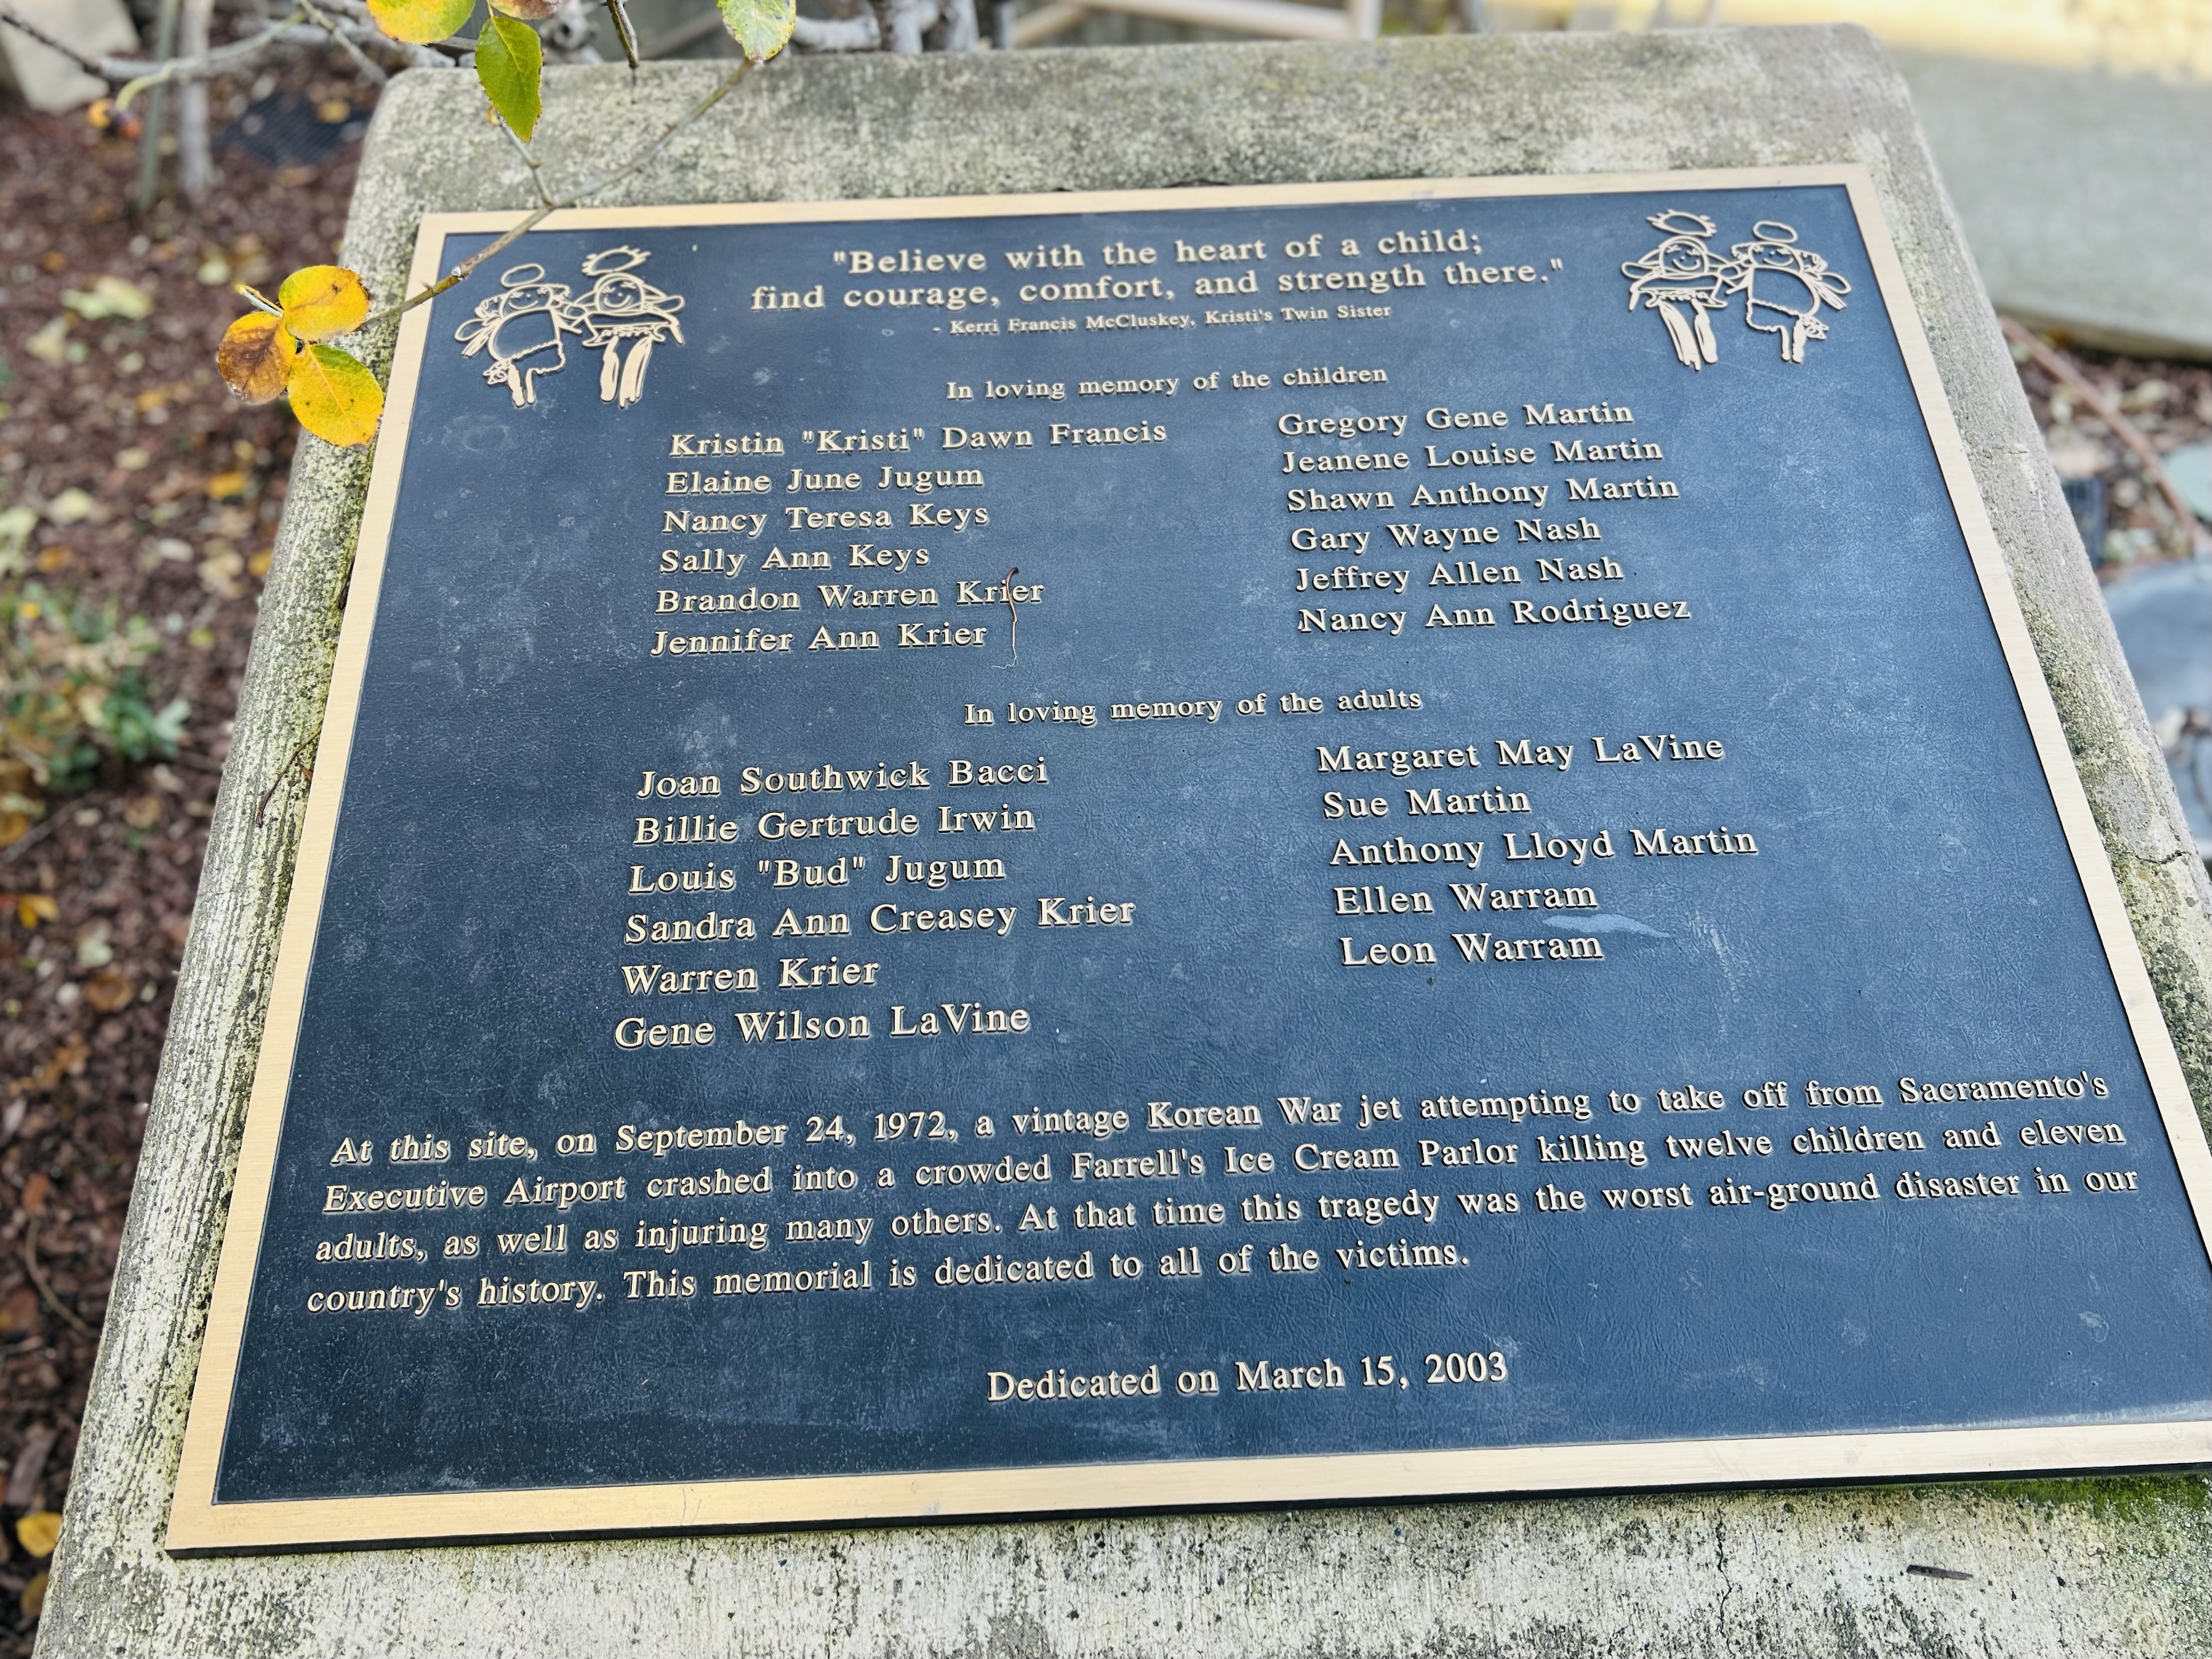 "Believe with the heart of a child;
find courage, comfort, and strength there."
- Kerri Francis McCluskey, Kristi's Twin Sister
In loving memory of the children
Kristin "Kristi" Dawn Francis
Elaine June Jugum
Nancy Teresa Keys
Sally Ann Keys
Brandon Warren Krier
Jennifer Ann Krier
Gregory Gene Martin
Jeanene Louise Martin
Shawn Anthony Martin
Gary Wayne Nash
Jeffrey Allen Nash
Nancy Ann Rodriguez
In loving memory of the adults
Joan Southwick Bacci
Billie Gertrude Irwin
Louis "Bud" Jugum
Sandra Ann Creasey Krier
Warren Krier
Gene Wilson LaVine
Margaret May LaVine
Sue Martin
Anthony Lloyd Martin
Ellen Warram
Leon Warram
At this site, on September 24, 1972, a vintage Korean War jet attempting to take off from Sacramento's
Executive Airport crashed into a crowded Farrell's Ice Cream Parlor killing twelve children and eleven
adults, as well as injuring many others. At that time this tragedy was the worst air-ground disaster in our
country's history. This memorial is dedicated to all of the victims.
Dedicated on March 15, 2003